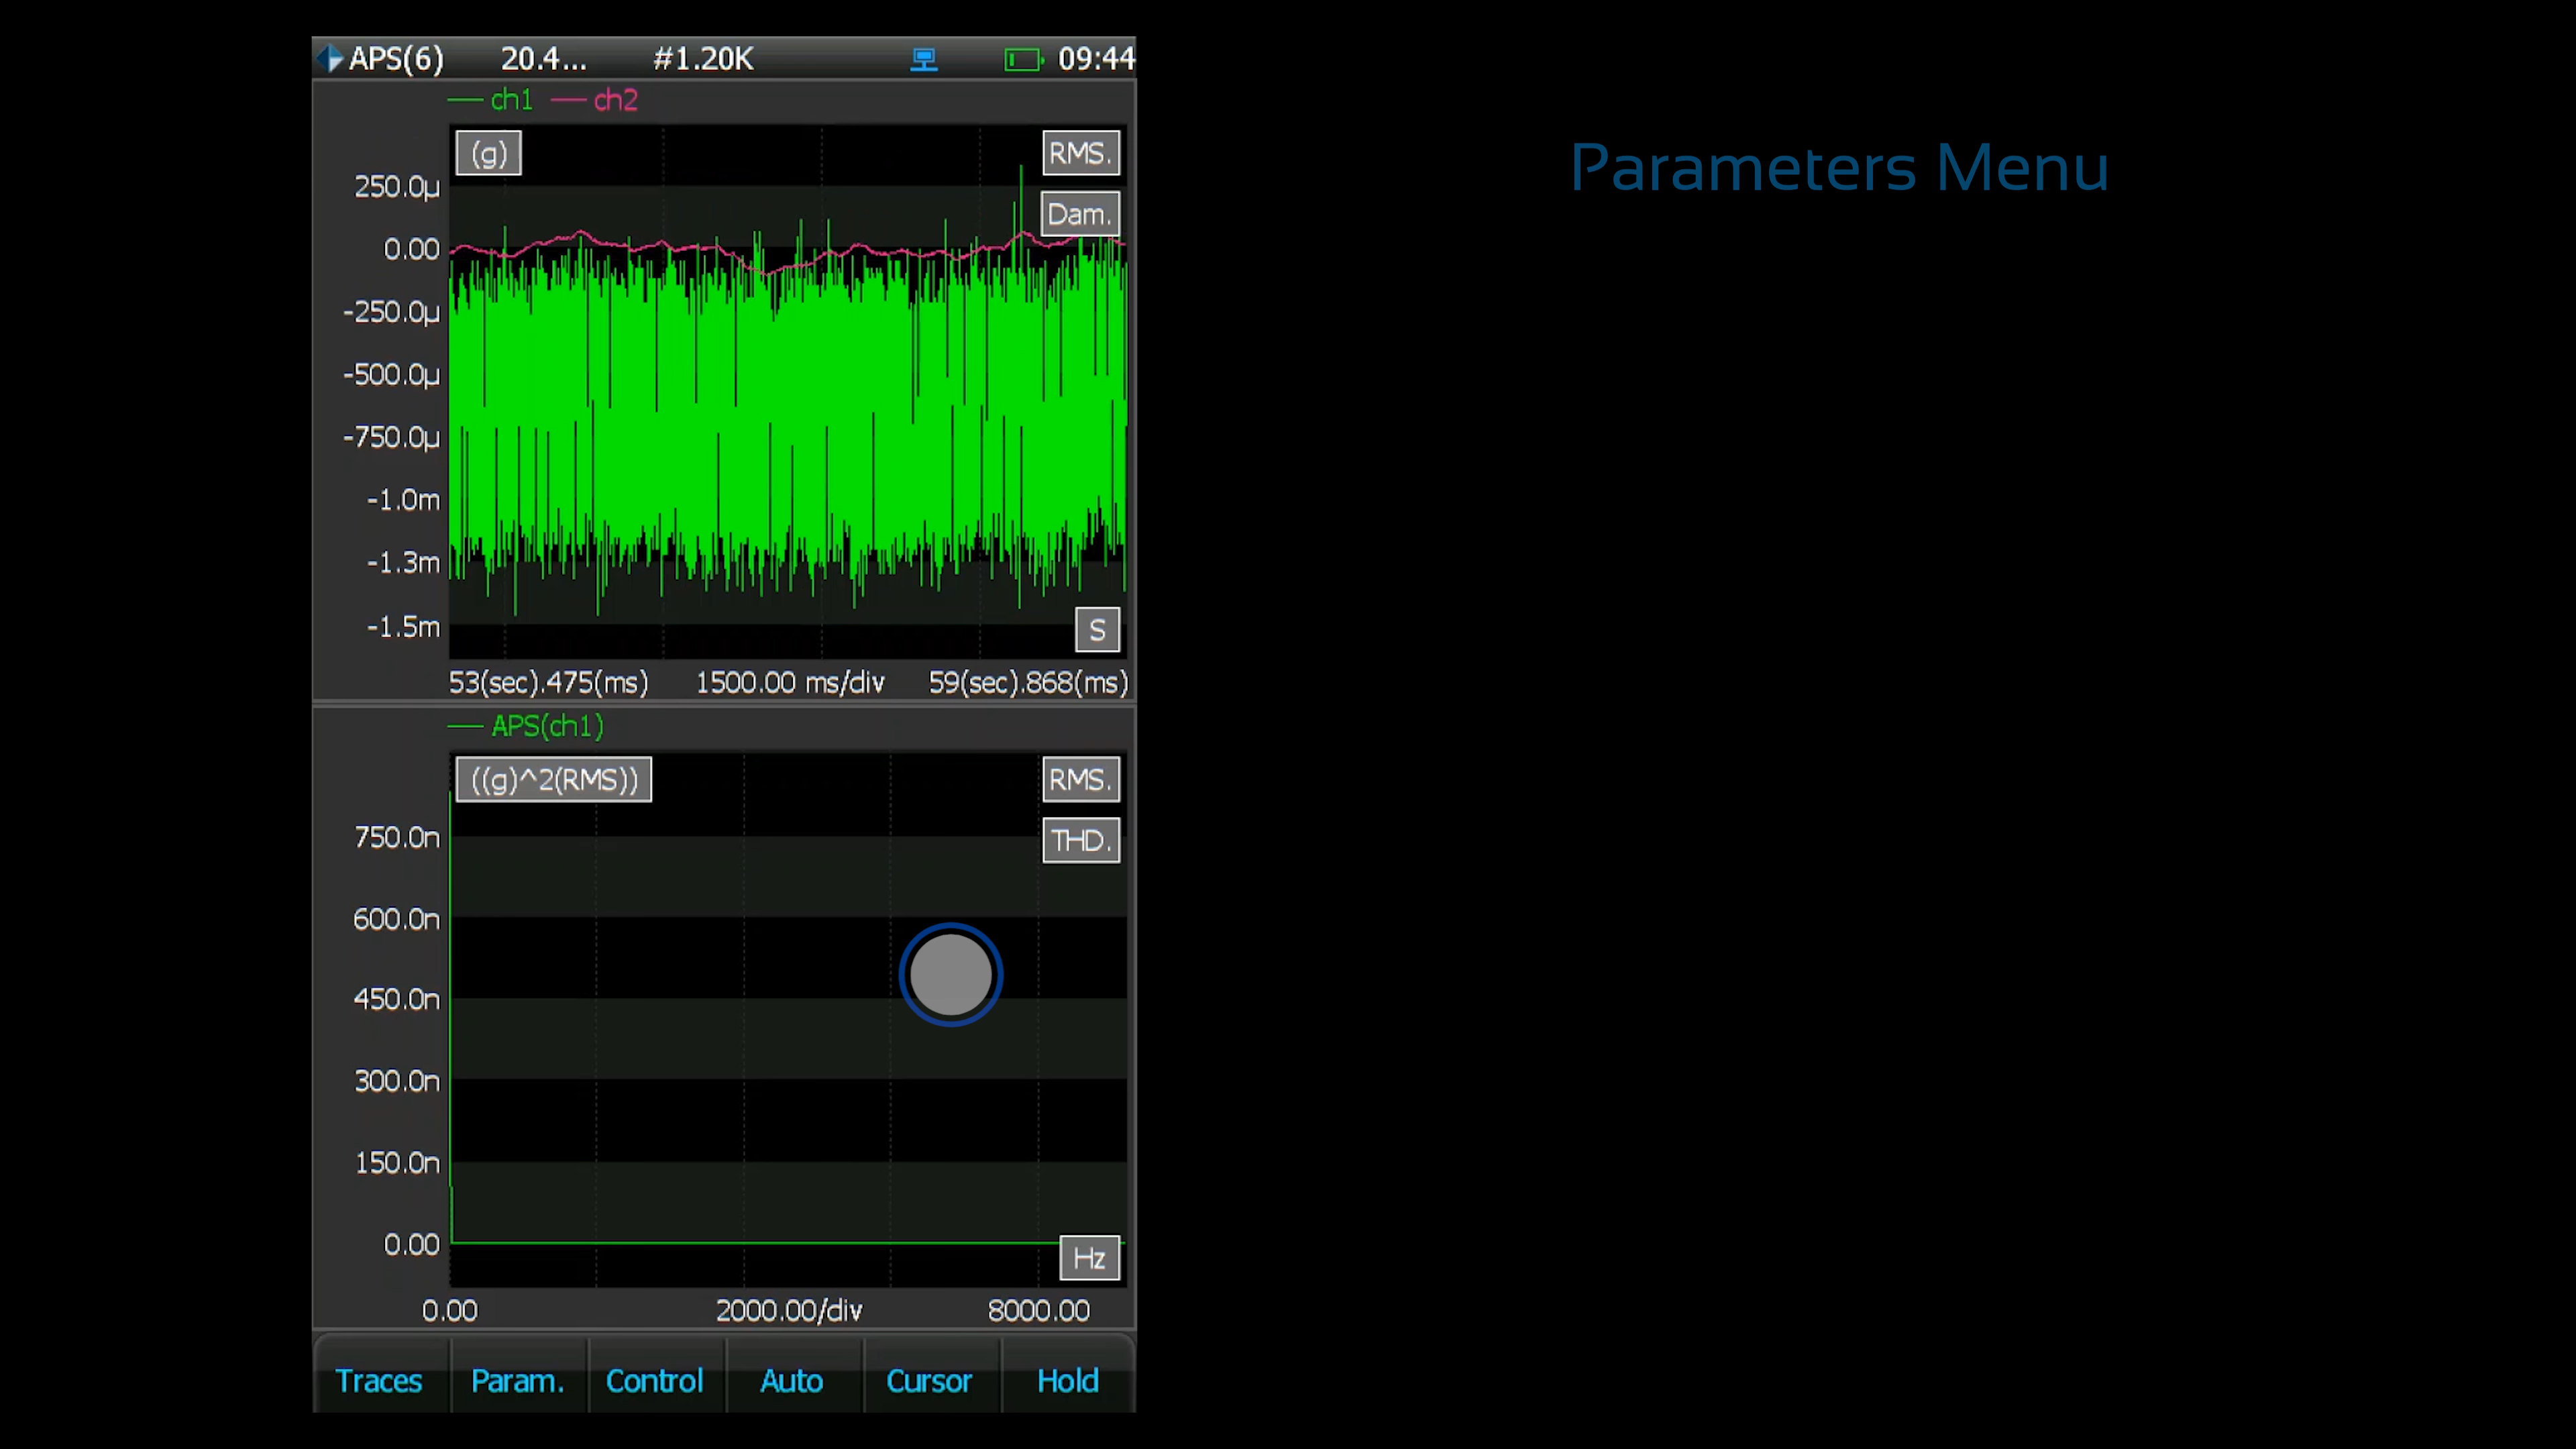 APS(6) 20.4... #1.20K 09:44
ch1 ch2
(g) RMS.
Dam.
250.0µ
0.00
-250.0µ
-500.0µ
-750.0µ
-1.0m
-1.3m
-1.5m
S
53(sec).475(ms) 1500.00 ms/div 59(sec).868(ms)
APS(ch1)
((g)^2(RMS)) RMS.
THD.
750.0n
600.0n
450.0n
300.0n
150.0n
0.00
Hz
0.00 2000.00/div 8000.00
Traces Param. Control Auto Cursor Hold
Parameters Menu